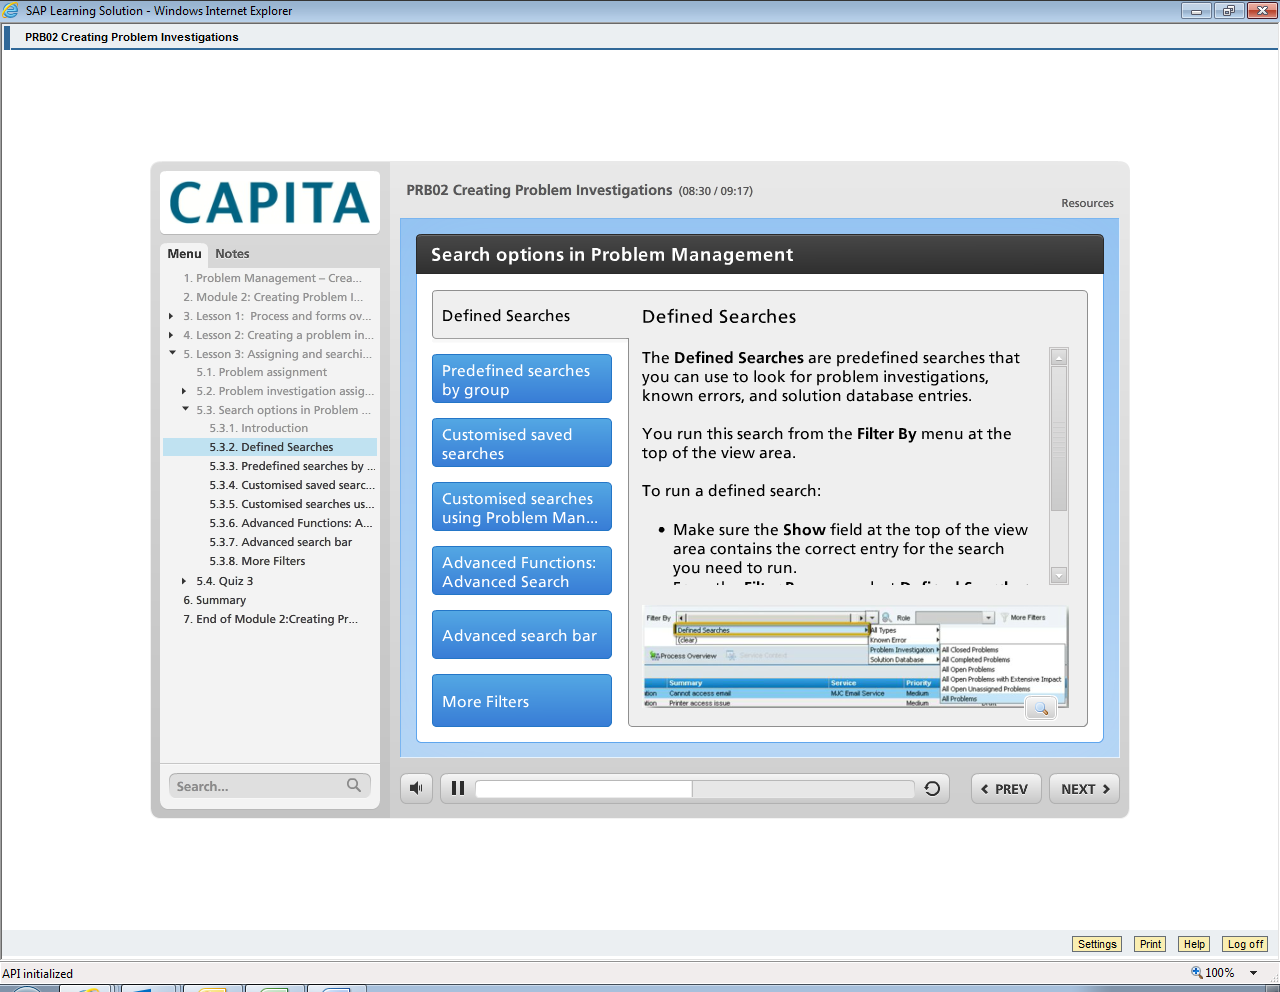 SAP Learning Solution - Windows Internet Explorer
PRB02 Creating Problem Investigations
CAPITA
PRB02 Creating Problem Investigations (08:30 / 09:17)
Resources
Menu
Notes
1. Problem Management – Crea...
2. Module 2: Creating Problem I...
3. Lesson 1: Process and forms ov...
4. Lesson 2: Creating a problem in...
5. Lesson 3: Assigning and searchi...
5.1. Problem assignment
5.2. Problem investigation assig...
5.3. Search options in Problem ...
5.3.1. Introduction
5.3.2. Defined Searches
5.3.3. Predefined searches by ...
5.3.4. Customised saved searc...
5.3.5. Customised searches us...
5.3.6. Advanced Functions: A...
5.3.7. Advanced search bar
5.3.8. More Filters
5.4. Quiz 3
6. Summary
7. End of Module 2:Creating Pr...
Search...
Search options in Problem Management
Defined Searches
Predefined searches
by group
Customised saved
searches
Customised searches
using Problem Man...
Advanced Functions:
Advanced Search
Advanced search bar
More Filters
Defined Searches
The Defined Searches are predefined searches that
you can use to look for problem investigations,
known errors, and solution database entries.
You run this search from the Filter By menu at the
top of the view area.
To run a defined search:
• Make sure the Show field at the top of the view
area contains the correct entry for the search
you need to run.
Filter By
Role
More Filters
Defined Searches
(clear)
All Types
Known Error
Problem Investigation
Solution Database
All Closed Problems
All Completed Problems
All Open Problems
All Open Problems with Extensive Impact
All Open Unassigned Problems
All Problems
Process Overview
Summary Service Priority
Cannot access email MJC Email Service Medium
Printer access issue Medium
PREV
NEXT
Settings
Print
Help
Log off
API initialized
100%